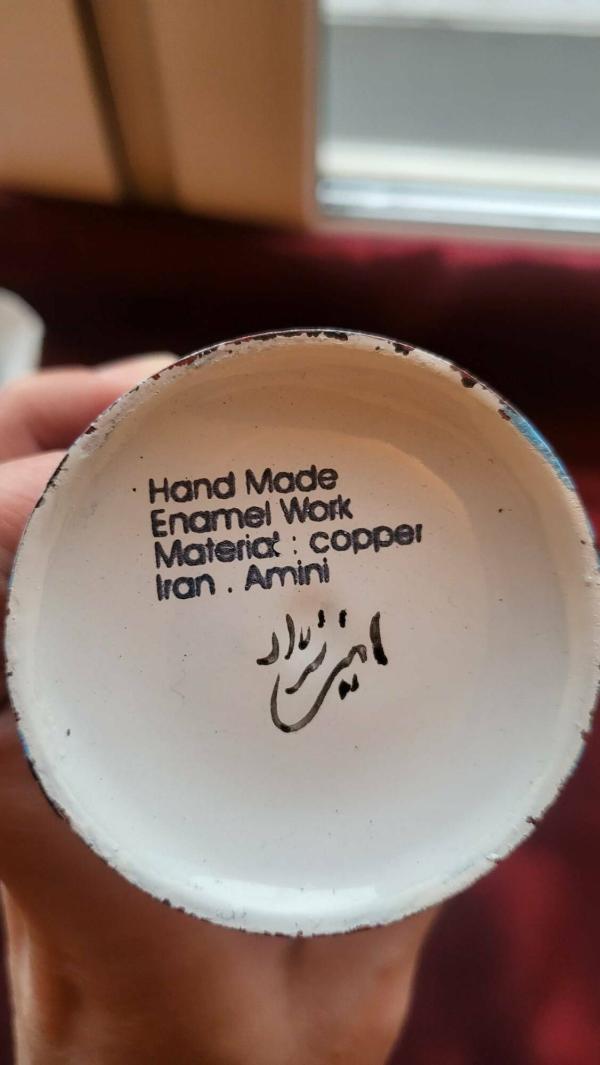 Hand Made
Enamel Work
Material : copper
Iran . Amini